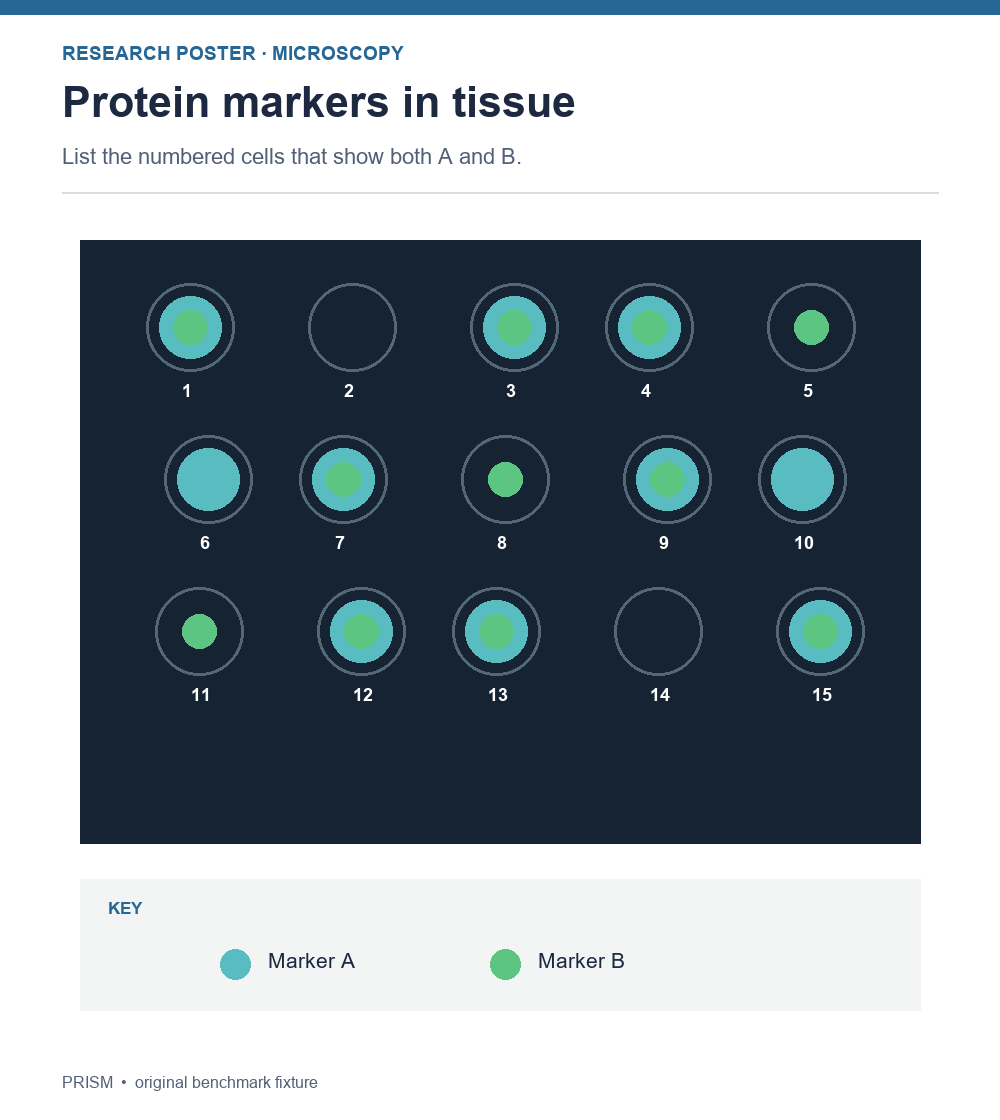 RESEARCH POSTER · MICROSCOPY
Protein markers in tissue
List the numbered cells that show both A and B.
1 2 3 4 5
6 7 8 9 10
11 12 13 14 15
KEY
Marker A Marker B
PRISM • original benchmark fixture